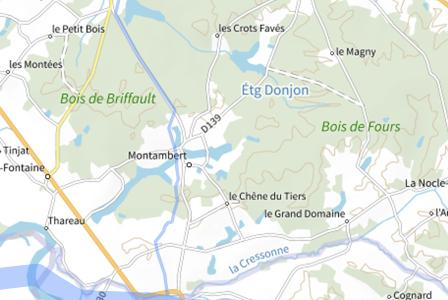 le Petit Bois
les Crots Favés
le Magny
les Montées
Bois de Briffault
Étg Donjon
D139
Bois de Fours
Tinjat
-Fontaine
Montambert
La Nocle-
le Chêne du Tiers
le Grand Domaine
l'A
Thareau
la Cressonne
Cognard